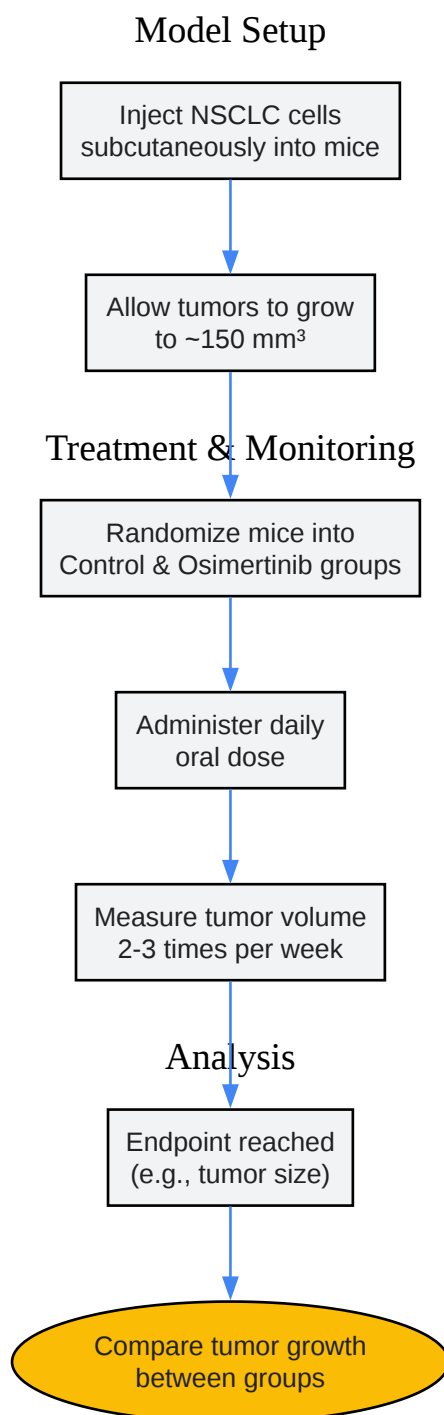 Model Setup
Inject NSCLC cells
subcutaneously into mice
Allow tumors to grow
to ~150 mm³
Treatment & Monitoring
Randomize mice into
Control & Osimertinib groups
Administer daily
oral dose
Measure tumor volume
2-3 times per week
Analysis
Endpoint reached
(e.g., tumor size)
Compare tumor growth
between groups